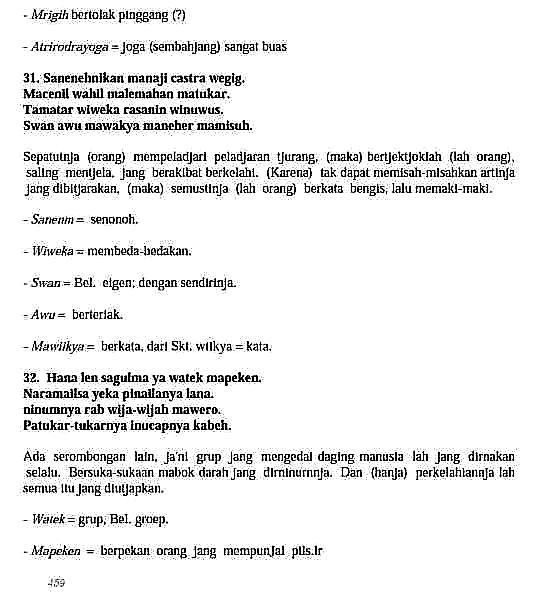 - Mrigih bertolak pinggang (?)
- Atrirodrayoga = joga (sembahjang) sangat buas
31. Sanenehnikan manaji castra wegig.
Macenil wahil malemahan matukar.
Tamatar wiweka rasanin winuwus.
Swan awu mawakya maneher mamisuh.
Sepatutnja (orang) mempeladjari peladjaran tjurang, (maka) bertjektjoklah (lah orang),
saling mentjela, jang berakibat berkelahi. (Karena) tak dapat memisah-misahkan artinja
jang dibitjarakan, (maka) semustinja (lah orang) berkata bengis, lalu memaki-maki.
- Sanenm = senonoh.
- Wiweka = membeda-bedakan.
- Swan = Bel. eigen; dengan sendirinja.
- Awu = berteriak.
- Mawilkya = berkata, dari Skt. wilkya = kata.
32. Hana len sagulma ya watek mapeken.
Naramailsa yeka pinailanya lana.
ninumnya rab wija-wijah mawero.
Patukar-tukarnya inucapnya kabeh.
Ada serombongan lain, ja'ni grup jang mengedal daging manusia lah jang dirnakan
selalu. Bersuka-sukaan mabok darah jang dirninurnnja. Dan (hanja) perkelahiannja lah
semua itu jang diutjapkan.
- Watek = grup, Bel. groep.
- Mapeken = berpekan orang jang mempunjai pils.ir
459